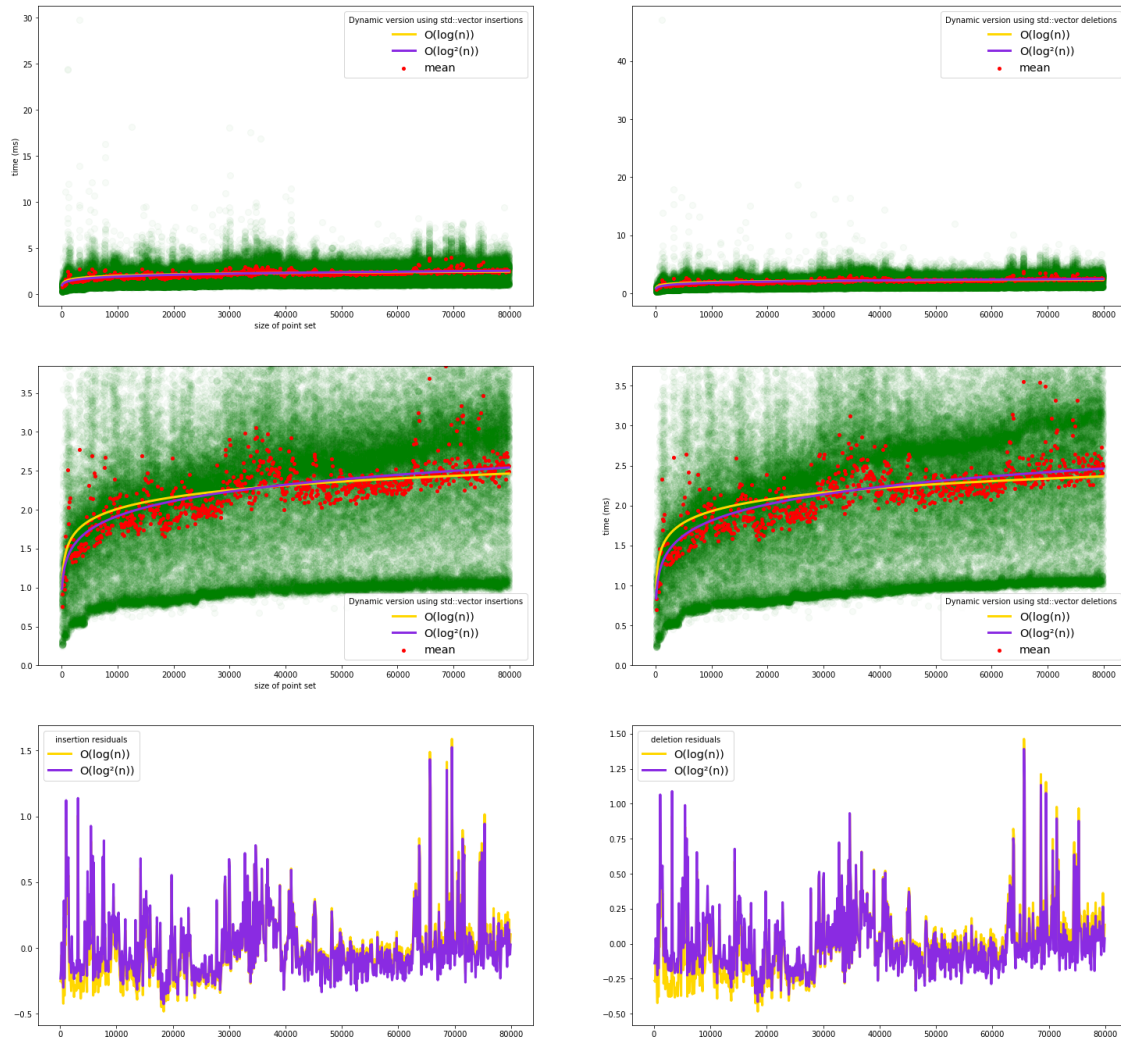 30
25
20
15
10
5
0
time (ms)
Dynamic version using std::vector insertions
O(log(n))
O(log²(n))
mean
0 10000 20000 30000 40000 50000 60000 70000 80000
size of point set
40
30
20
10
0
Dynamic version using std::vector deletions
O(log(n))
O(log²(n))
mean
0 10000 20000 30000 40000 50000 60000 70000 80000
3.5
3.0
2.5
2.0
1.5
1.0
0.5
0.0
Dynamic version using std::vector insertions
O(log(n))
O(log²(n))
mean
0 10000 20000 30000 40000 50000 60000 70000 80000
size of point set
3.5
3.0
2.5
2.0
1.5
1.0
0.5
0.0
time (ms)
Dynamic version using std::vector deletions
O(log(n))
O(log²(n))
mean
0 10000 20000 30000 40000 50000 60000 70000 80000
1.5
1.0
0.5
0.0
−0.5
insertion residuals
O(log(n))
O(log²(n))
0 10000 20000 30000 40000 50000 60000 70000 80000
1.50
1.25
1.00
0.75
0.50
0.25
0.00
−0.25
−0.50
deletion residuals
O(log(n))
O(log²(n))
0 10000 20000 30000 40000 50000 60000 70000 80000